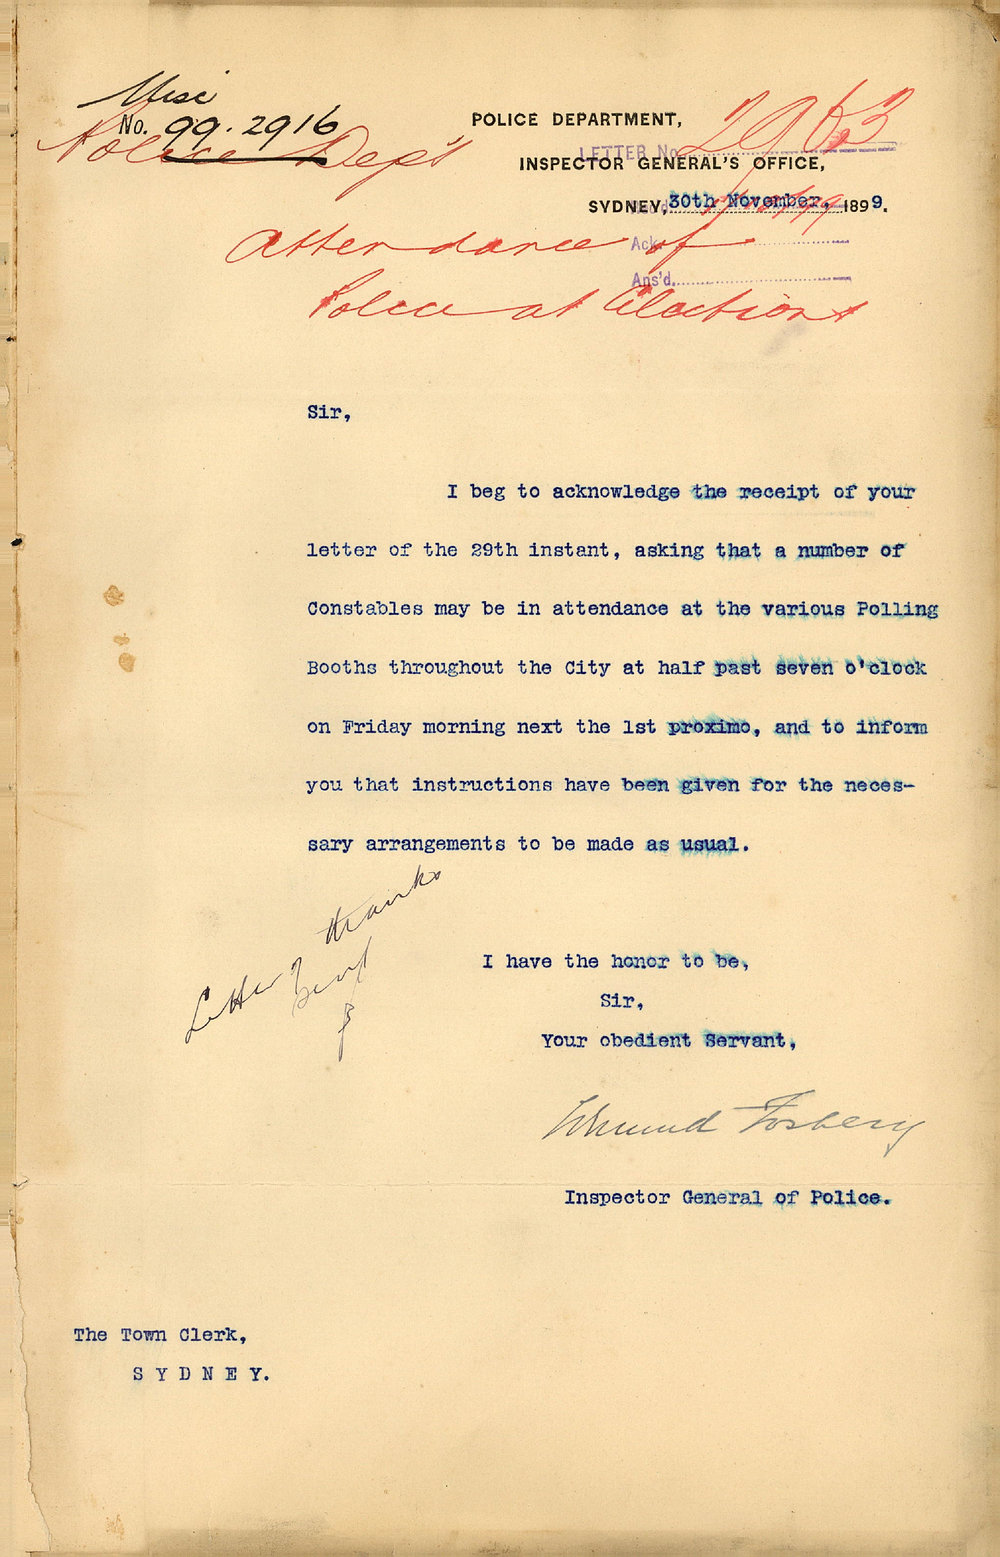 Misc
No. 99.2916
Police Dep't
POLICE DEPARTMENT,
2963
LETTER No.
INSPECTOR GENERAL'S OFFICE,
SYDNEY, 30th November, 1899.
Attendance of
Ack.
Ans'd.
Police at Elections
Sir,
I beg to acknowledge the receipt of your
letter of the 29th instant, asking that a number of
Constables may be in attendance at the various Polling
Booths throughout the City at half past seven o'clock
on Friday morning next the 1st proximo, and to inform
you that instructions have been given for the neces-
sary arrangements to be made as usual.
Letter of thanks
sent
I have the honor to be,
Sir,
Your obedient Servant,
Edmund Fosbery
Inspector General of Police.
The Town Clerk,
SYDNEY.